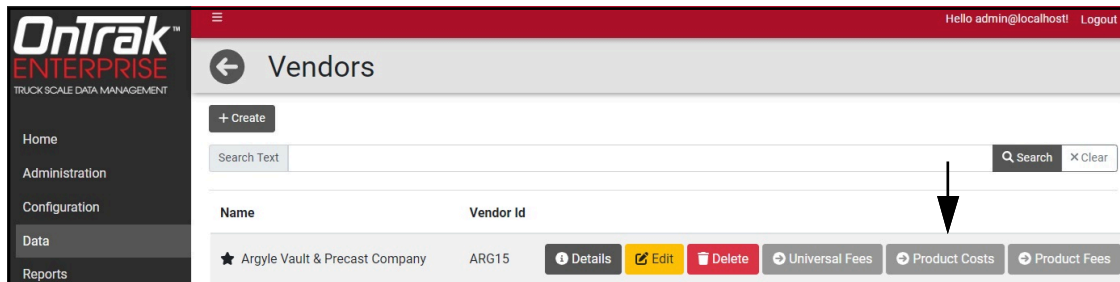 OnTrak™
ENTERPRISE
TRUCK SCALE DATA MANAGEMENT
Hello admin@localhost! Logout
Vendors
+ Create
Search Text
Search × Clear
Home
Administration
Configuration
Data
Reports
Name Vendor Id
Argyle Vault & Precast Company ARG15 Details Edit Delete Universal Fees Product Costs Product Fees